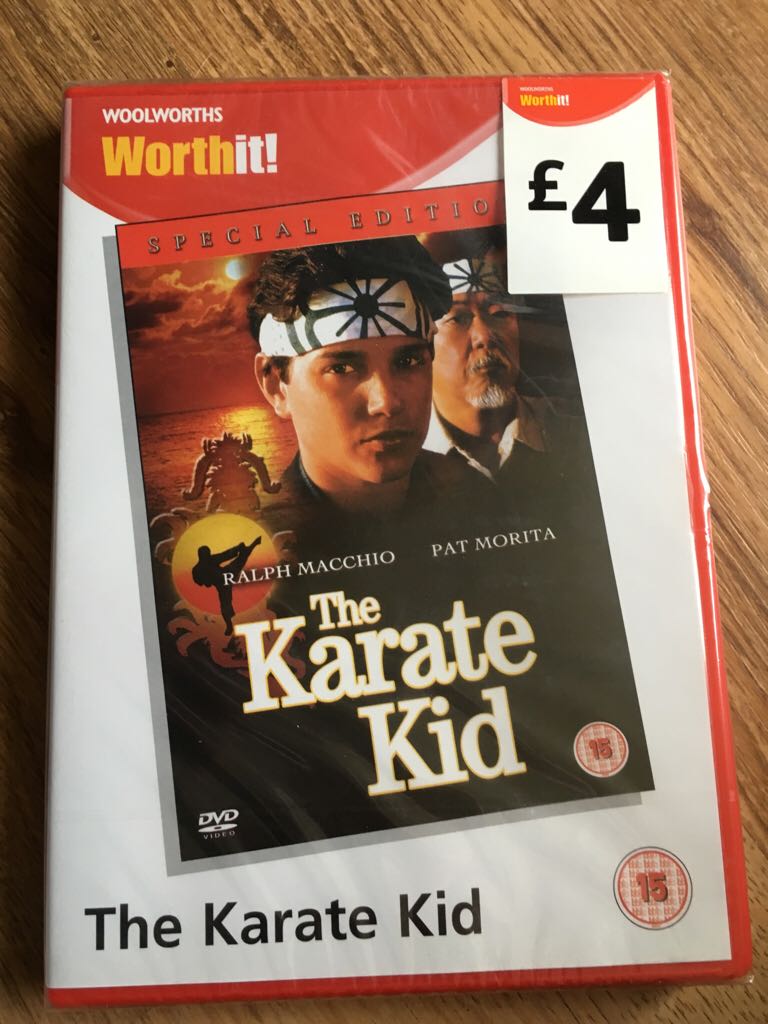 WOOLWORTHS
Worthit!
WOOLWORTHS
Worthit!
£4
SPECIAL EDITIO
RALPH MACCHIO
PAT MORITA
The
Karate
Kid
15
DVD
VIDEO
The Karate Kid
15